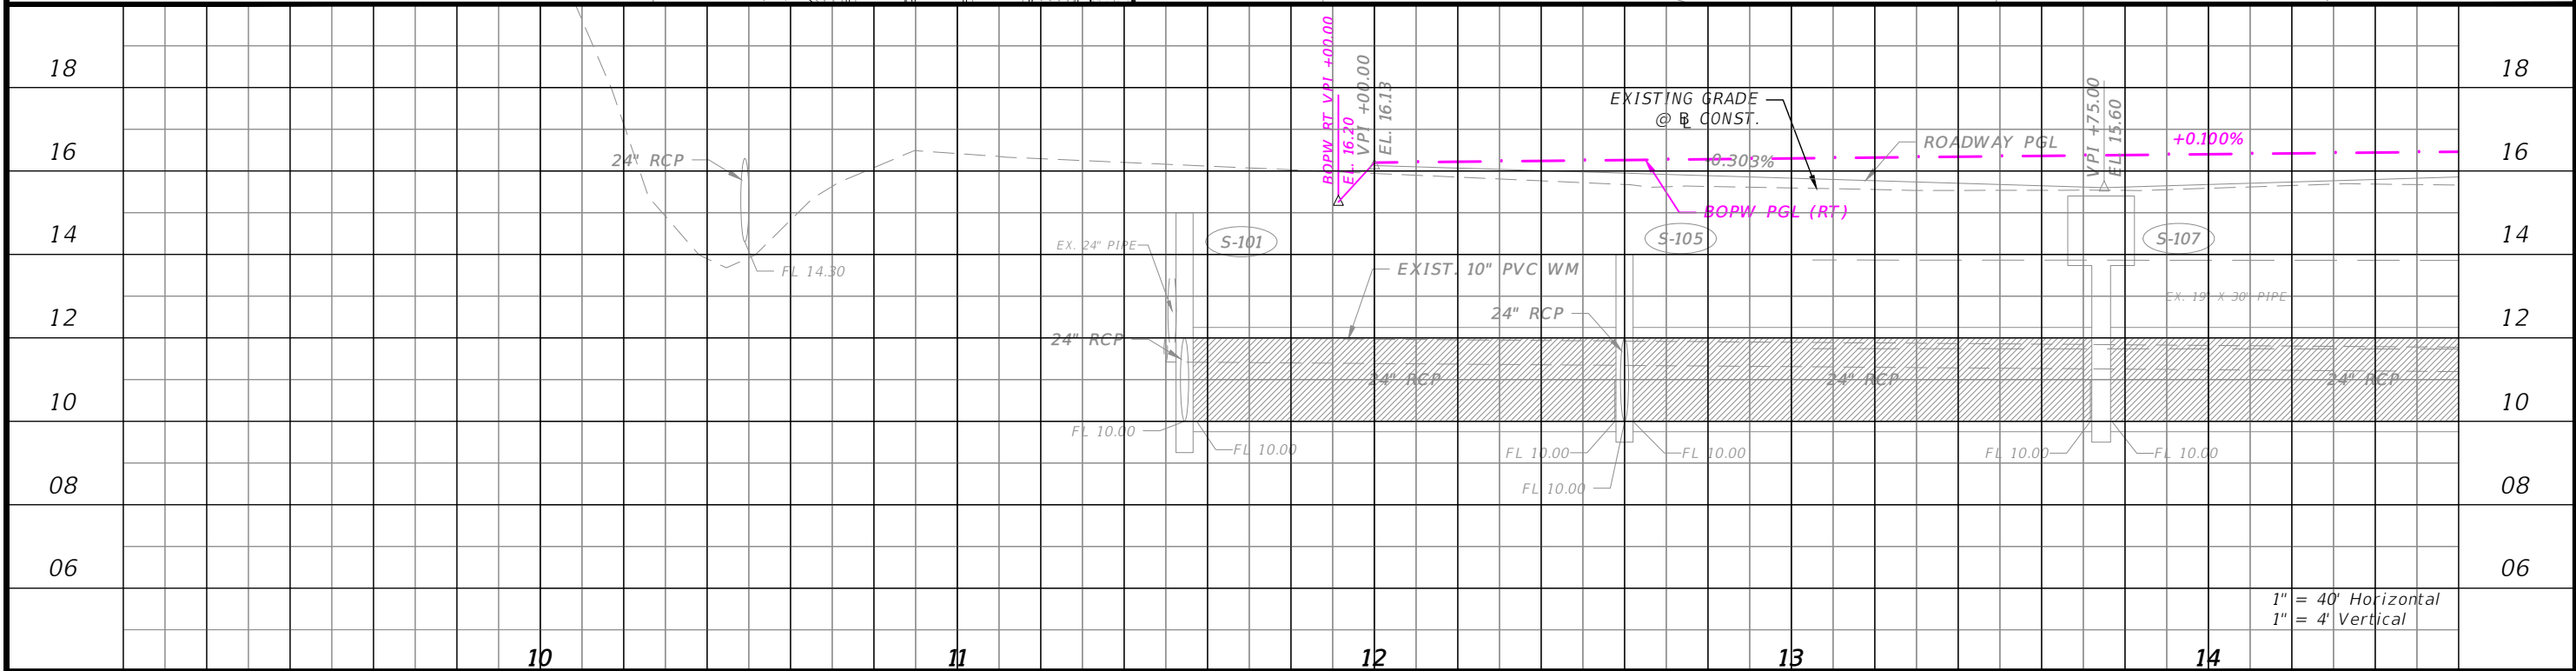 18
18
BOPW RT VPI +00.00
EL. 16.20
VPI +00.00
EL. 16.13
EXISTING GRADE
@ ℄ CONST.
VPI +75.00
EL 15.60
ROADWAY PGL
+0.100%
16
24" RCP
-0.303%
16
BOPW PGL (RT)
14
EX. 24" PIPE
S-101
S-105
S-107
14
FL 14.30
EXIST. 10" PVC WM
EX. 19" X 30" PIPE
12
24" RCP
12
24" RCP
24" RCP
24" RCP
24" RCP
10
10
FL 10.00
FL 10.00
FL 10.00
FL 10.00
FL 10.00
FL 10.00
FL 10.00
08
08
06
06
1" = 40' Horizontal
1" = 4' Vertical
10
11
12
13
14